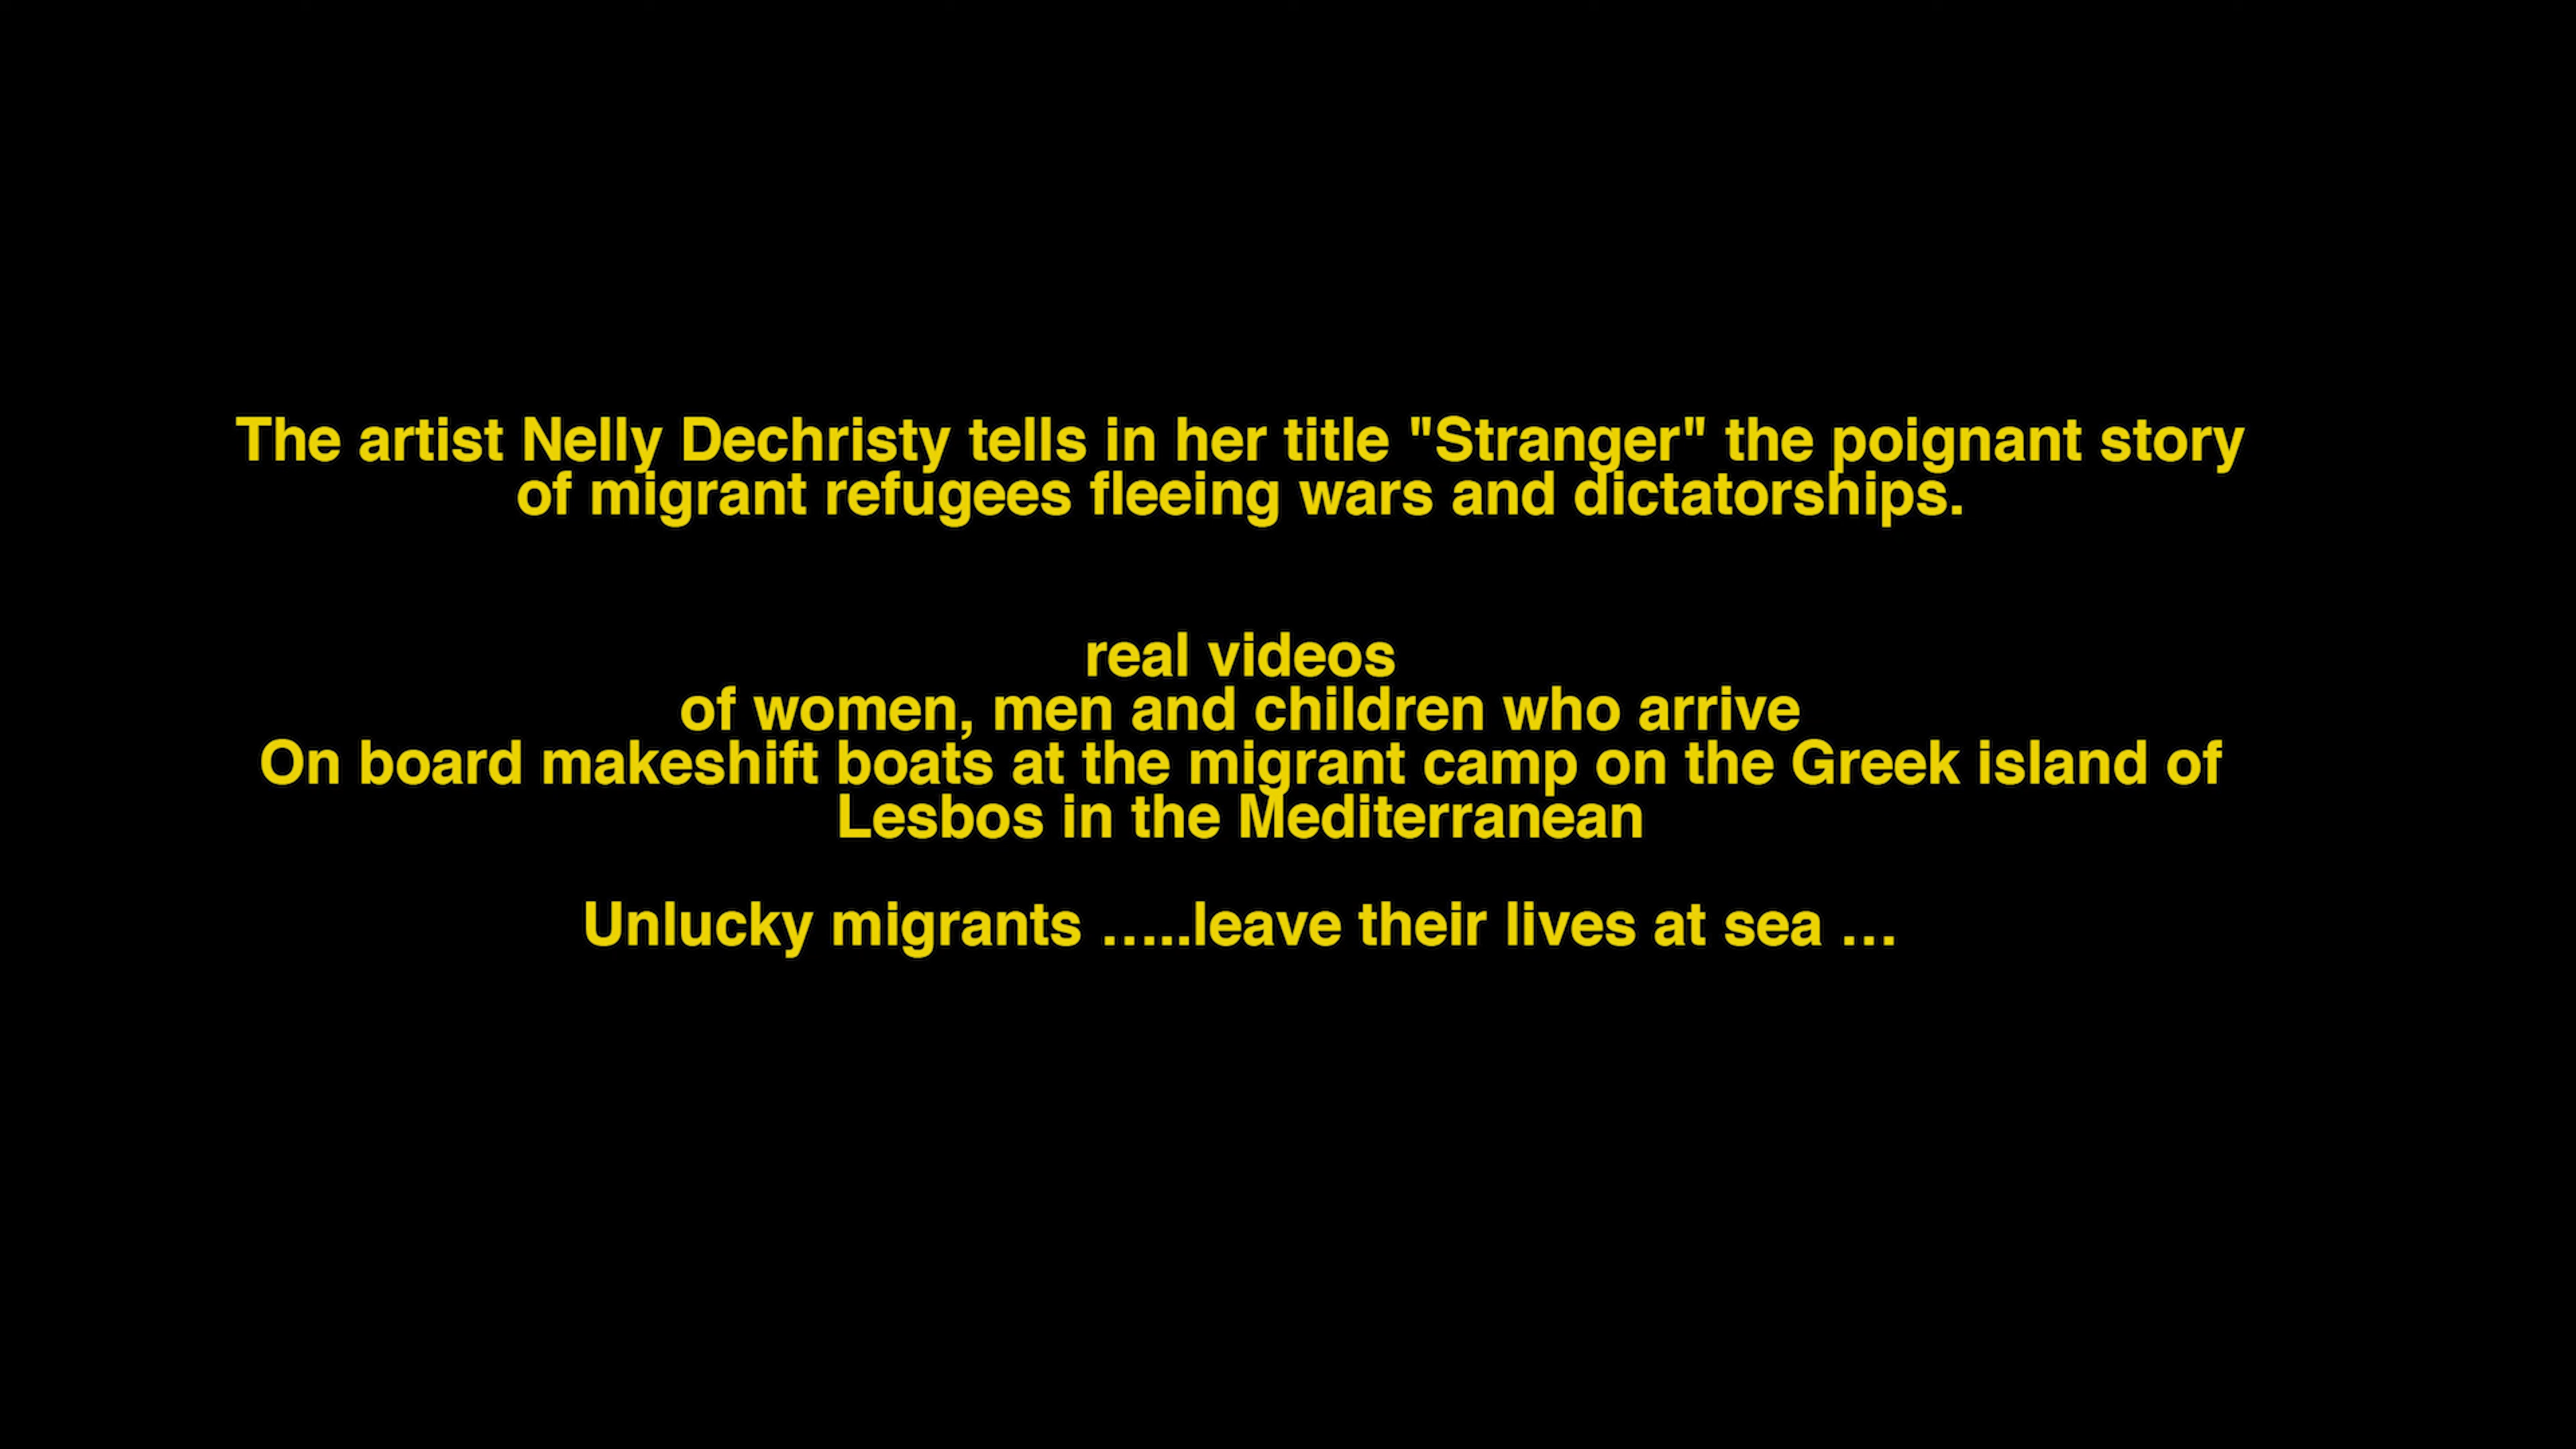 The artist Nelly Dechristy tells in her title "Stranger" the poignant story
of migrant refugees fleeing wars and dictatorships.
real videos
of women, men and children who arrive
On board makeshift boats at the migrant camp on the Greek island of
Lesbos in the Mediterranean
Unlucky migrants …..leave their lives at sea …